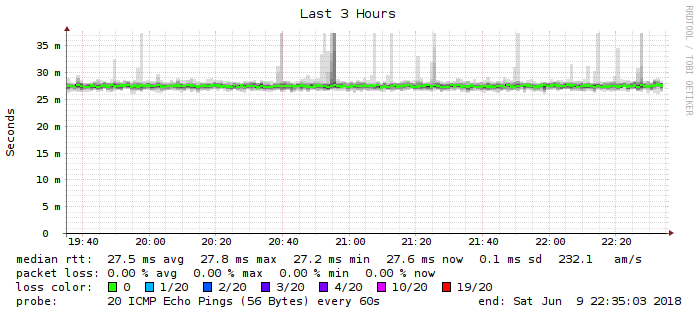 Last 3 Hours
RRDTOOL / TOBI OETIKER
Seconds
35 m
30 m
25 m
20 m
15 m
10 m
5 m
0
19:40 20:00 20:20 20:40 21:00 21:20 21:40 22:00 22:20
median rtt: 27.5 ms avg 27.8 ms max 27.2 ms min 27.6 ms now 0.1 ms sd 232.1 am/s
packet loss: 0.00 % avg 0.00 % max 0.00 % min 0.00 % now
loss color: 0 1/20 2/20 3/20 4/20 10/20 19/20
probe: 20 ICMP Echo Pings (56 Bytes) every 60s end: Sat Jun 9 22:35:03 2018